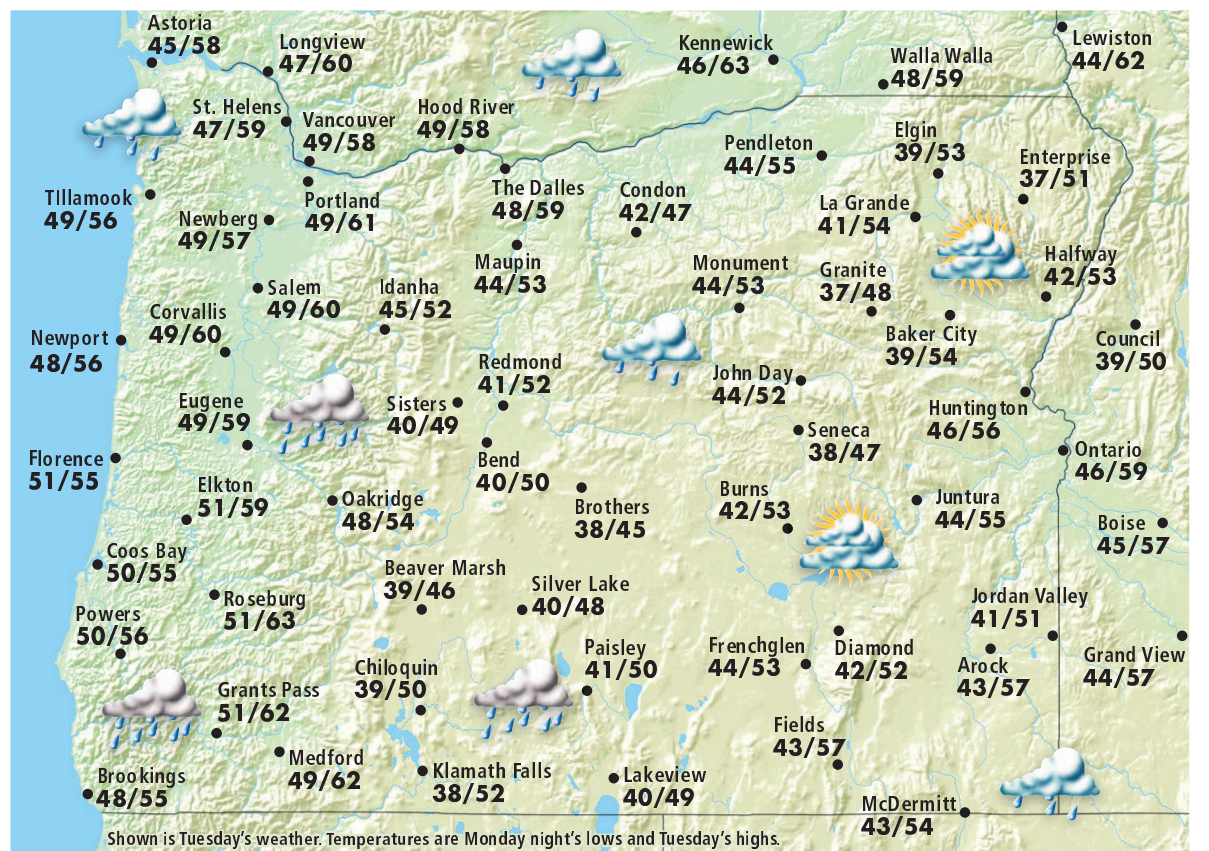 Astoria
45/58
Longview
47/60
Kennewick
46/63
Walla Walla
48/59
Lewiston
44/62
St. Helens
47/59
Vancouver
49/58
Hood River
49/58
Pendleton
44/55
Elgin
39/53
Enterprise
37/51
TIllamook
49/56
Newberg
49/57
Portland
49/61
The Dalles
48/59
Condon
42/47
La Grande
41/54
Maupin
44/53
Monument
44/53
Granite
37/48
Halfway
42/53
Salem
49/60
Idanha
45/52
Corvallis
49/60
Newport
48/56
Baker City
39/54
Council
39/50
Redmond
41/52
John Day
44/52
Eugene
49/59
Sisters
40/49
Huntington
46/56
Seneca
38/47
Florence
51/55
Bend
40/50
Ontario
46/59
Elkton
51/59
Oakridge
48/54
Brothers
38/45
Burns
42/53
Juntura
44/55
Boise
45/57
Coos Bay
50/55
Beaver Marsh
39/46
Silver Lake
40/48
Roseburg
51/63
Powers
50/56
Jordan Valley
41/51
Paisley
41/50
Frenchglen
44/53
Diamond
42/52
Arock
43/57
Grand View
44/57
Chiloquin
39/50
Grants Pass
51/62
Fields
43/57
Medford
49/62
Klamath Falls
38/52
Lakeview
40/49
Brookings
48/55
McDermitt
43/54
Shown is Tuesday's weather. Temperatures are Monday night's lows and Tuesday's highs.